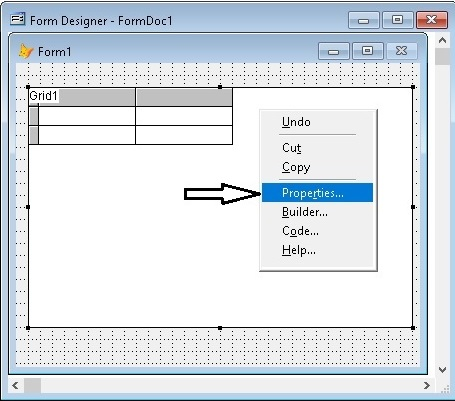 Form Designer - FormDoc1
Form1
Grid1
Undo
Cut
Copy
Properties...
Builder...
Code...
Help...